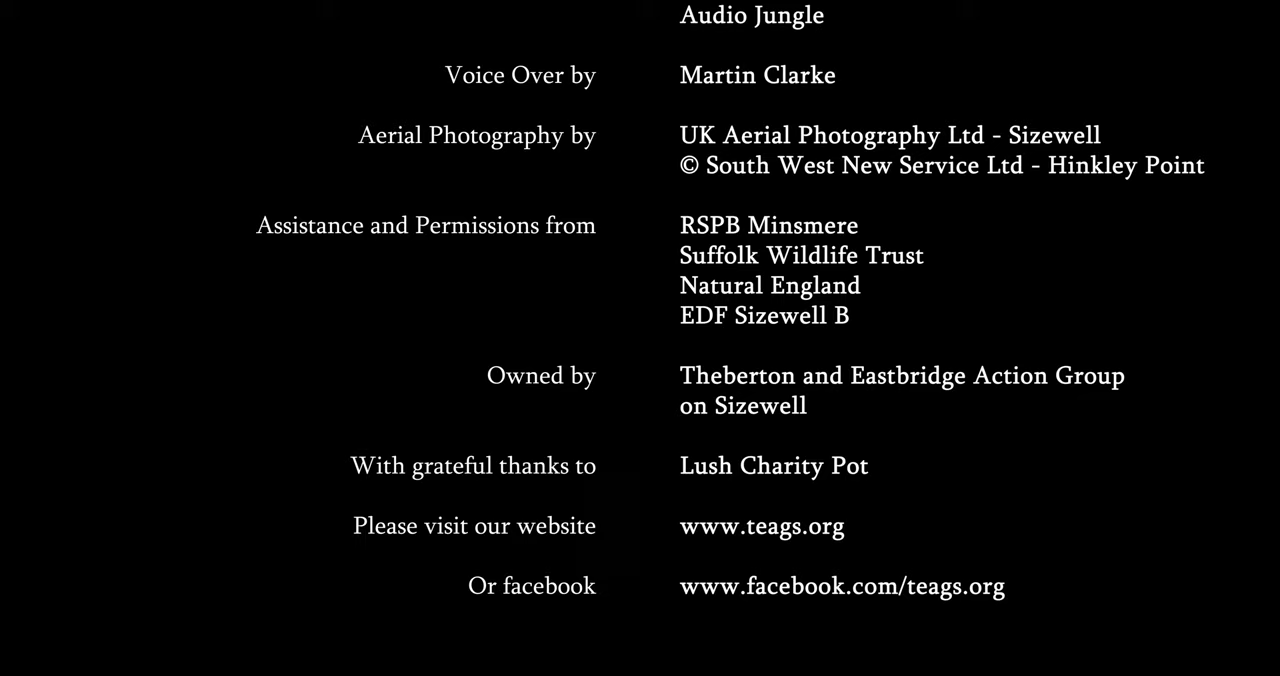 Audio Jungle
Voice Over by Martin Clarke
Aerial Photography by UK Aerial Photography Ltd - Sizewell
© South West New Service Ltd - Hinkley Point
Assistance and Permissions from RSPB Minsmere
Suffolk Wildlife Trust
Natural England
EDF Sizewell B
Owned by Theberton and Eastbridge Action Group
on Sizewell
With grateful thanks to Lush Charity Pot
Please visit our website www.teags.org
Or facebook www.facebook.com/teags.org